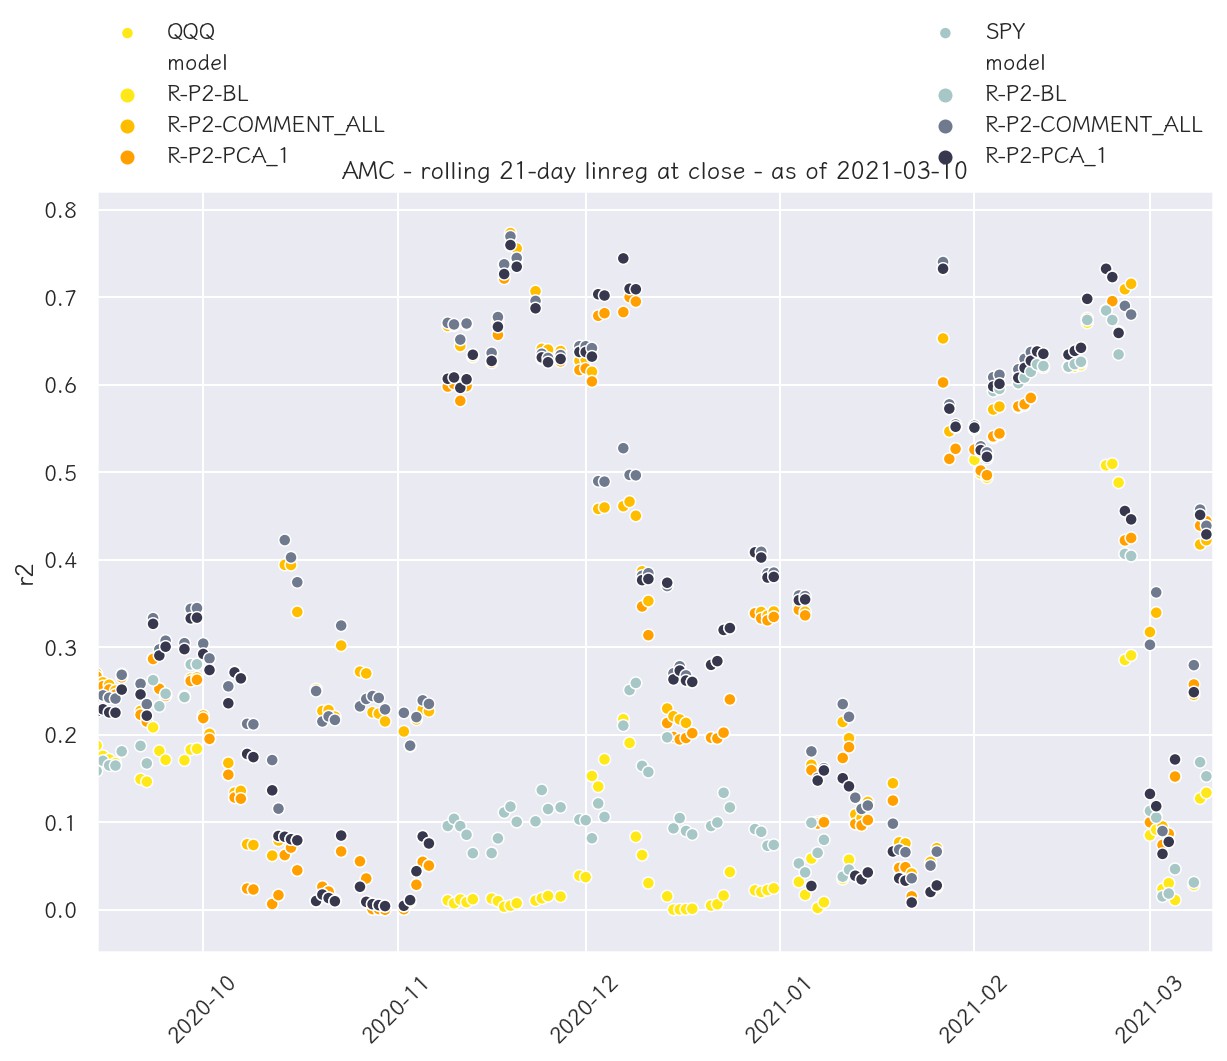 QQQ
model
R-P2-BL
R-P2-COMMENT_ALL
R-P2-PCA_1
SPY
model
R-P2-BL
R-P2-COMMENT_ALL
R-P2-PCA_1
AMC - rolling 21-day linreg at close - as of 2021-03-10
0.8
0.7
0.6
0.5
0.4
0.3
0.2
0.1
0.0
r2
2020-10
2020-11
2020-12
2021-01
2021-02
2021-03